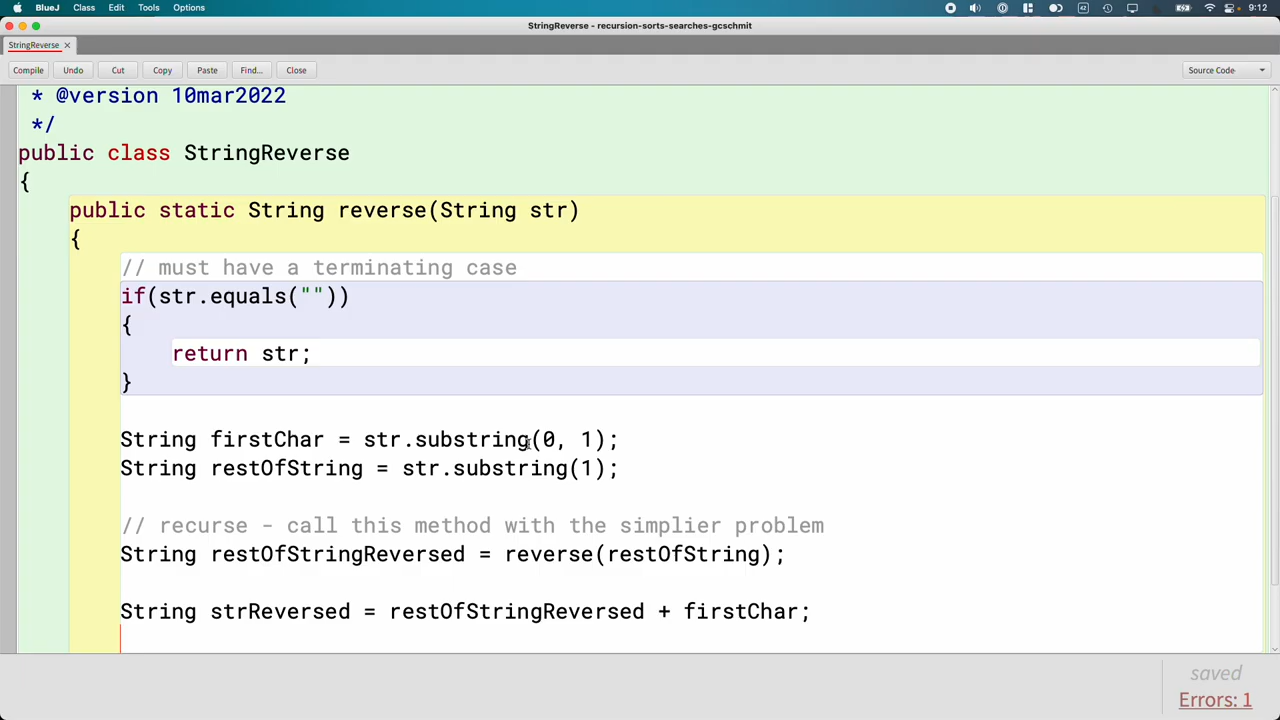 BlueJ Class Edit Tools Options 9:12
StringReverse - recursion-sorts-searches-gcschmit
StringReverse ×
Compile Undo Cut Copy Paste Find... Close Source Code
* @version 10mar2022
*/
public class StringReverse
{
public static String reverse(String str)
{
// must have a terminating case
if(str.equals(""))
{
return str;
}
String firstChar = str.substring(0, 1);
String restOfString = str.substring(1);
// recurse - call this method with the simplier problem
String restOfStringReversed = reverse(restOfString);
String strReversed = restOfStringReversed + firstChar;
saved
Errors: 1